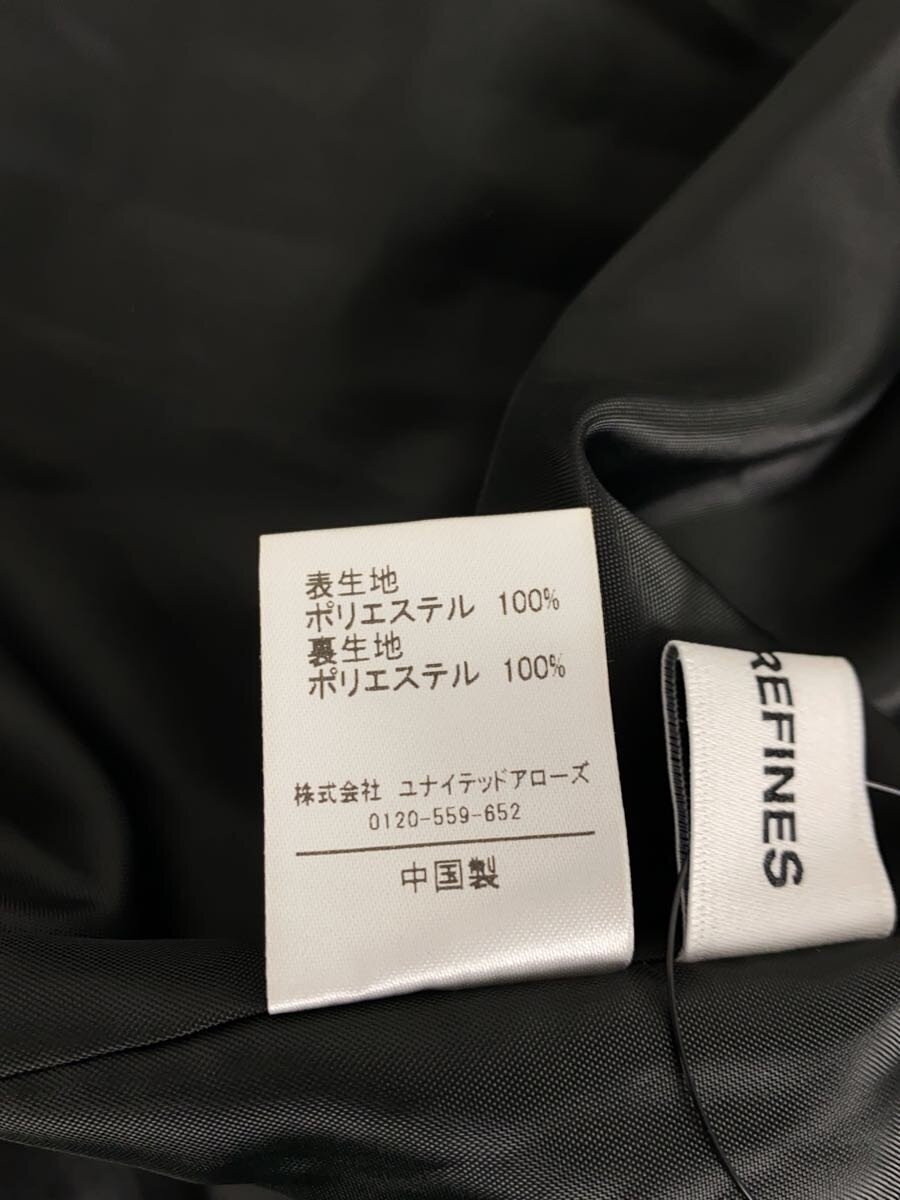 表生地
ポリエステル 100%
裏生地
ポリエステル 100%
株式会社 ユナイテッドアローズ
0120-559-652
中国製
REFINES